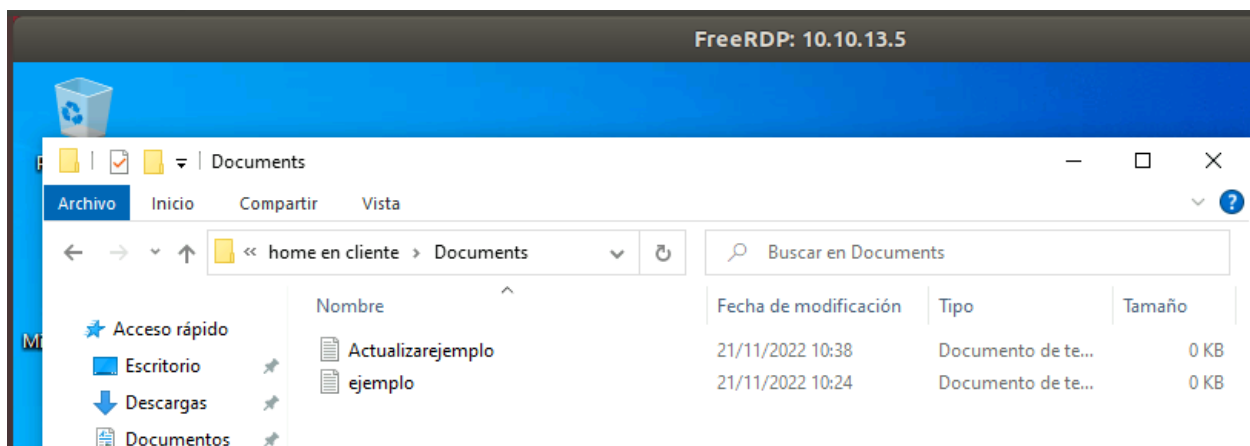 FreeRDP: 10.10.13.5
Documents
Archivo Inicio Compartir Vista
« home en cliente > Documents Buscar en Documents
Nombre Fecha de modificación Tipo Tamaño
Acceso rápido
Actualizarejemplo 21/11/2022 10:38 Documento de te... 0 KB
Escritorio
ejemplo 21/11/2022 10:24 Documento de te... 0 KB
Descargas
Documentos